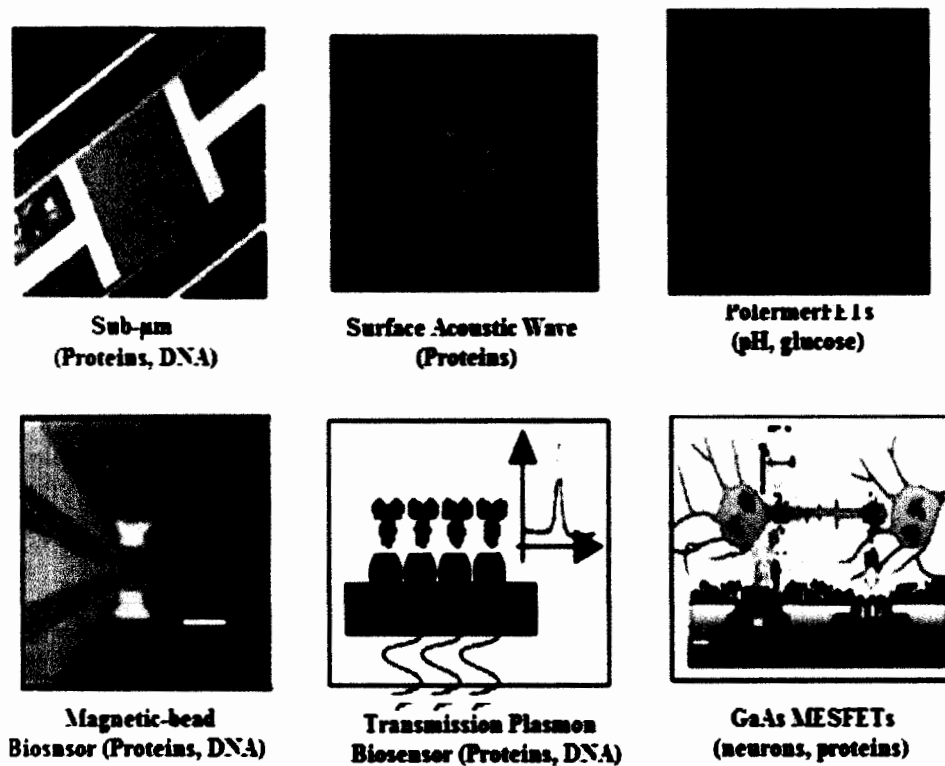 Sub-μm
(Proteins, DNA)
Surface Acoustic Wave
(Proteins)
(pH, glucose)
Magnetic-bead
Biosnsor (Proteins, DNA)
Transmission Plasmon
Biosensor (Proteins, DNA)
GaAs MESFETs
(neurons, proteins)